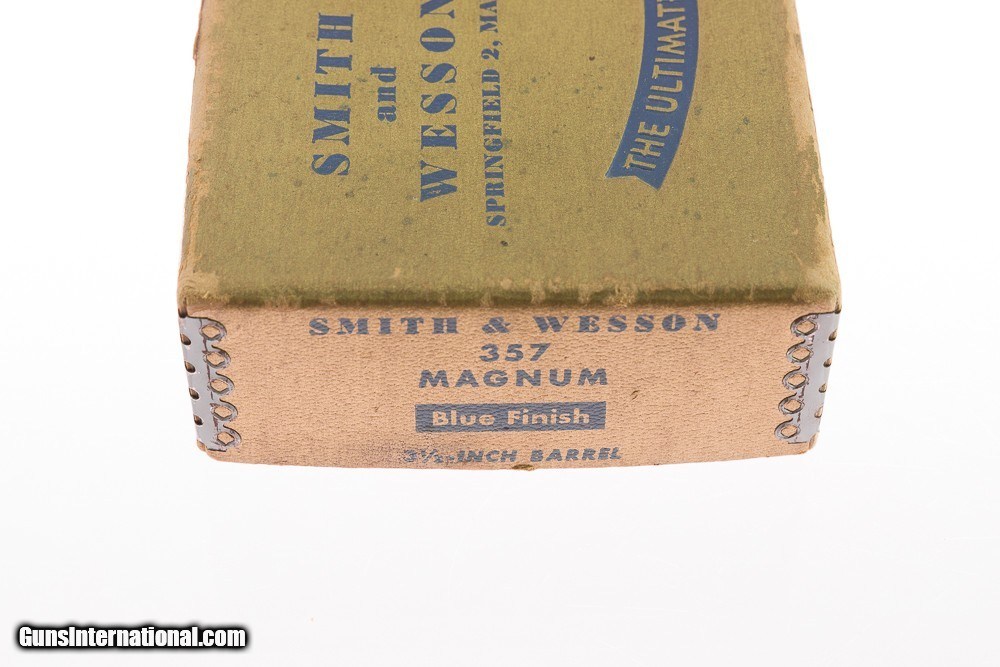 SMITH
and
WESSON
SPRINGFIELD 2, MA
THE ULTIMATE
SMITH & WESSON
357
MAGNUM
Blue Finish
3½-INCH BARREL
GunsInternational.com